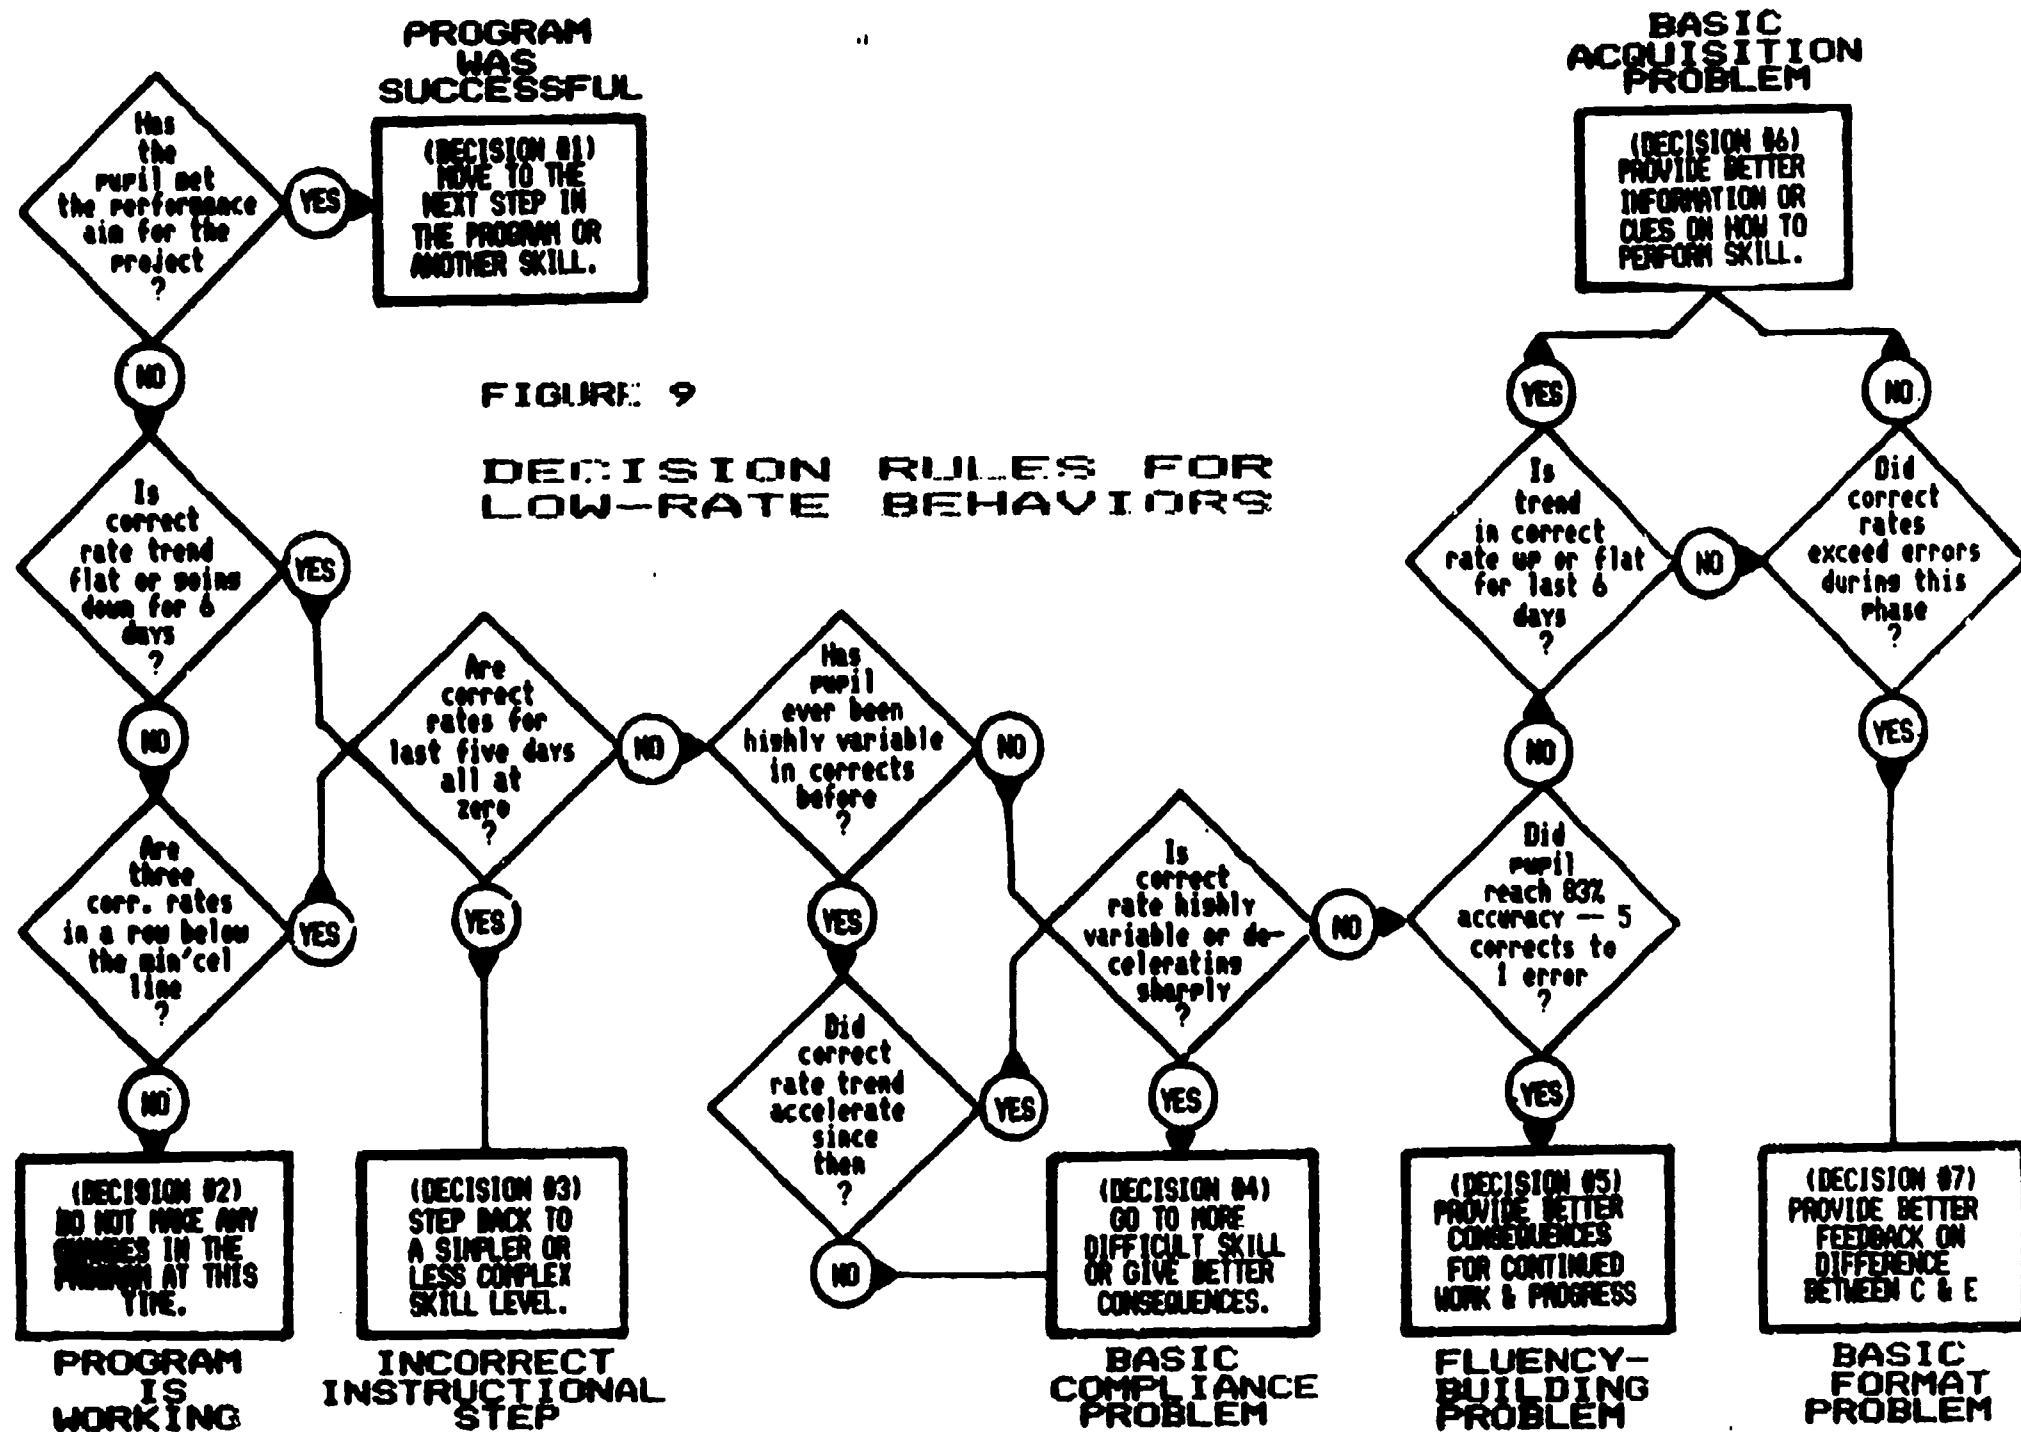 PROGRAM
WAS
SUCCESSFUL
Has
the
pupil met
the performance
aim for the
project
?
YES
(DECISION #1)
MOVE TO THE
NEXT STEP IN
THE PROGRAM OR
ANOTHER SKILL.
NO
FIGURE 9
DECISION RULES FOR
LOW-RATE BEHAVIORS
Is
correct
rate trend
flat or going
down for 6
days
?
YES
NO
Are
three
corr. rates
in a row below
the min'cel
line
?
YES
NO
(DECISION #2)
DO NOT MAKE ANY
CHANGES IN THE
PROGRAM AT THIS
TIME.
PROGRAM
IS
WORKING
Are
correct
rates for
last five days
all at
zero
?
NO
YES
(DECISION #3)
STEP BACK TO
A SIMPLER OR
LESS COMPLEX
SKILL LEVEL.
INCORRECT
INSTRUCTIONAL
STEP
Has
pupil
ever been
highly variable
in corrects
before
?
NO
YES
Did
correct
rate trend
accelerate
since
then
?
YES
NO
Is
correct
rate highly
variable or de-
celerating
sharply
?
NO
YES
(DECISION #4)
GO TO MORE
DIFFICULT SKILL
OR GIVE BETTER
CONSEQUENCES.
BASIC
COMPLIANCE
PROBLEM
Did
pupil
reach 83%
accuracy -- 5
corrects to
1 error
?
NO
YES
(DECISION #5)
PROVIDE BETTER
CONSEQUENCES
FOR CONTINUED
WORK & PROGRESS
FLUENCY-
BUILDING
PROBLEM
BASIC
ACQUISITION
PROBLEM
(DECISION #6)
PROVIDE BETTER
INFORMATION OR
CUES ON HOW TO
PERFORM SKILL.
YES
NO
Is
trend
in correct
rate up or flat
for last 6
days
?
NO
Did
correct
rates
exceed errors
during this
phase
?
YES
(DECISION #7)
PROVIDE BETTER
FEEDBACK ON
DIFFERENCE
BETWEEN C & E
BASIC
FORMAT
PROBLEM